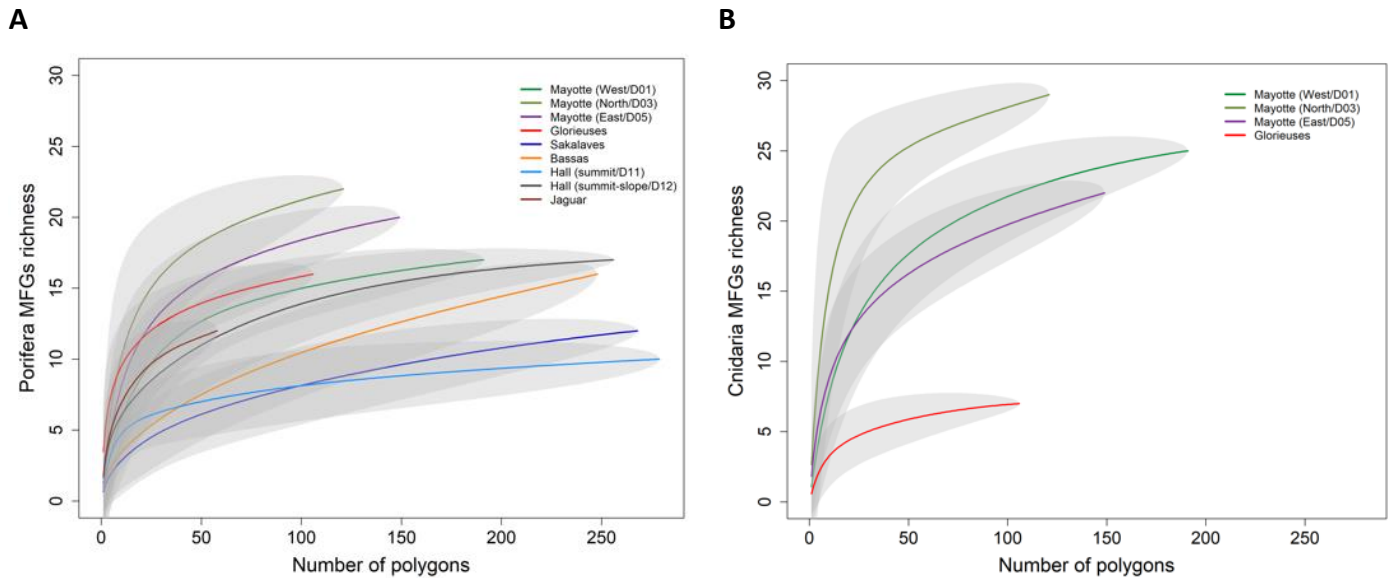 A
Porifera MFGs richness
30
25
20
15
10
5
0
Mayotte (West/D01)
Mayotte (North/D03)
Mayotte (East/D05)
Glorieuses
Sakalaves
Bassas
Hall (summit/D11)
Hall (summit-slope/D12)
Jaguar
0 50 100 150 200 250
Number of polygons
B
Cnidaria MFGs richness
30
25
20
15
10
5
0
Mayotte (West/D01)
Mayotte (North/D03)
Mayotte (East/D05)
Glorieuses
0 50 100 150 200 250
Number of polygons